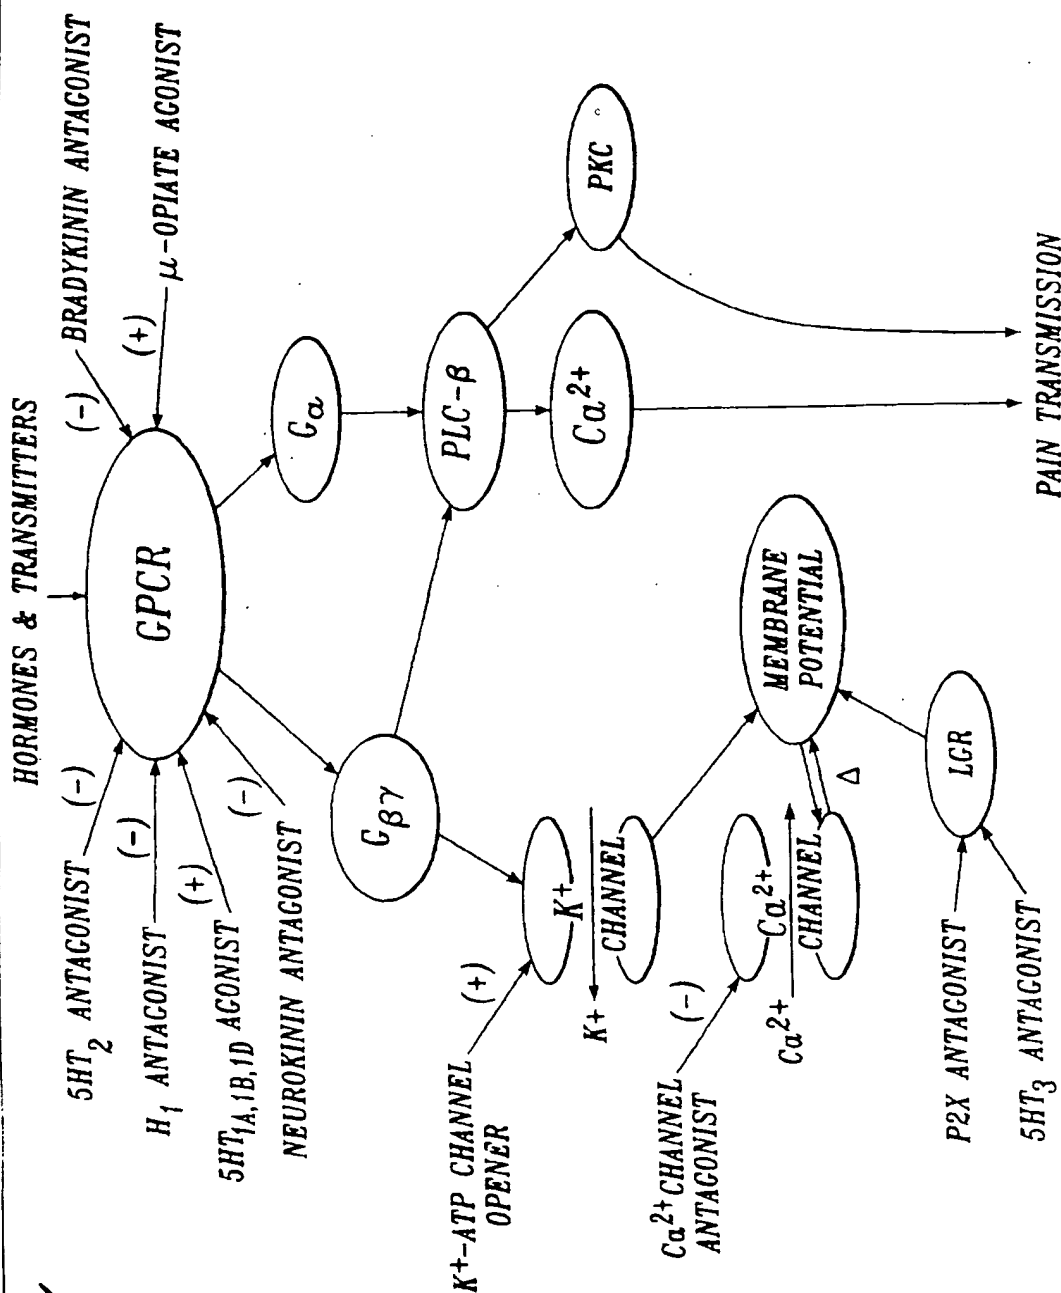 HORMONES & TRANSMITTERS
(-)
BRADYKININ ANTAGONIST
(+)
μ-OPIATE AGONIST
5HT2 ANTAGONIST
(-)
H1 ANTAGONIST
(-)
5HT1A,1B,1D AGONIST
(+)
NEUROKININ ANTAGONIST
(-)
GPCR
Gα
Gβγ
PLC-β
PKC
Ca2+
K+-ATP CHANNEL
OPENER
(+)
K+
CHANNEL
K+
Ca2+ CHANNEL
ANTAGONIST
(-)
Ca2+
CHANNEL
Ca2+
MEMBRANE
POTENTIAL
Δ
LGR
P2X ANTAGONIST
5HT3 ANTAGONIST
PAIN TRANSMISSION